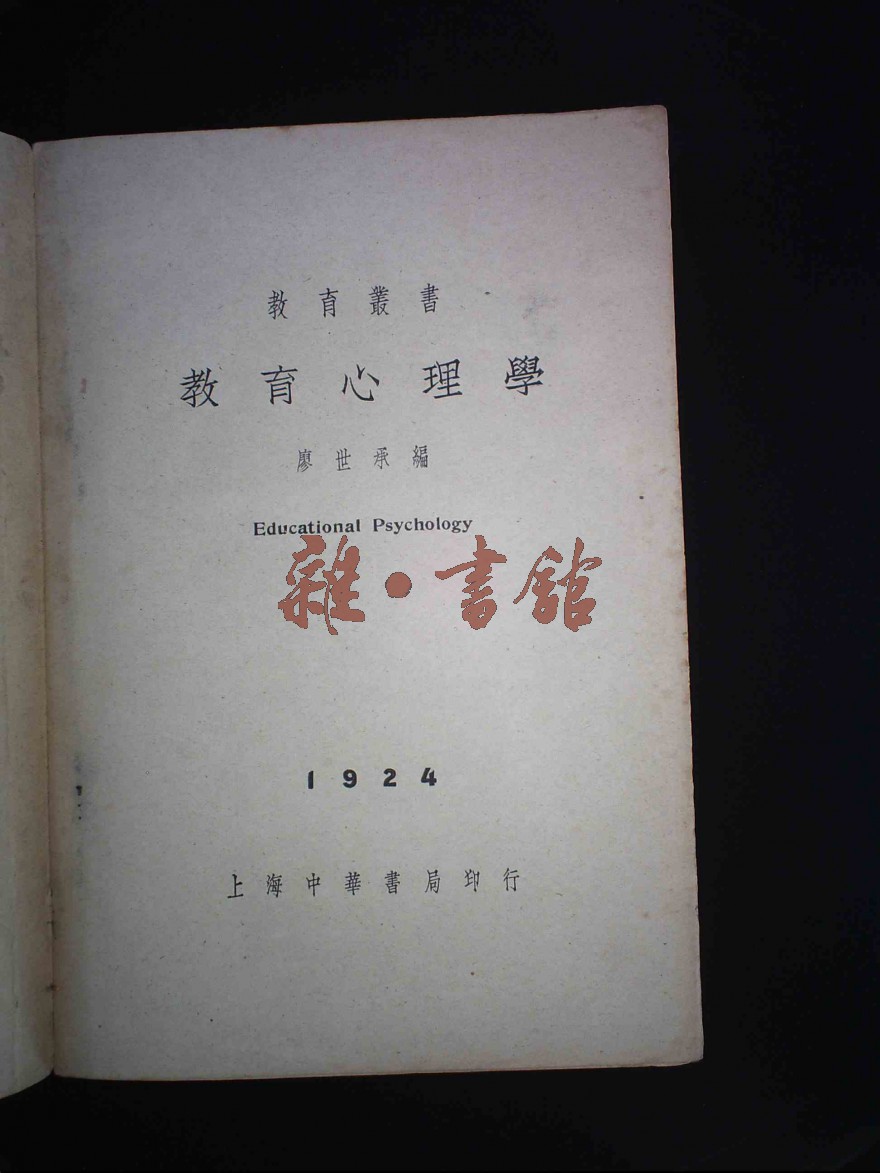 教育叢書
教育心理學
廖世承編
Educational Psychology
雜·書館
1924
上海中華書局印行